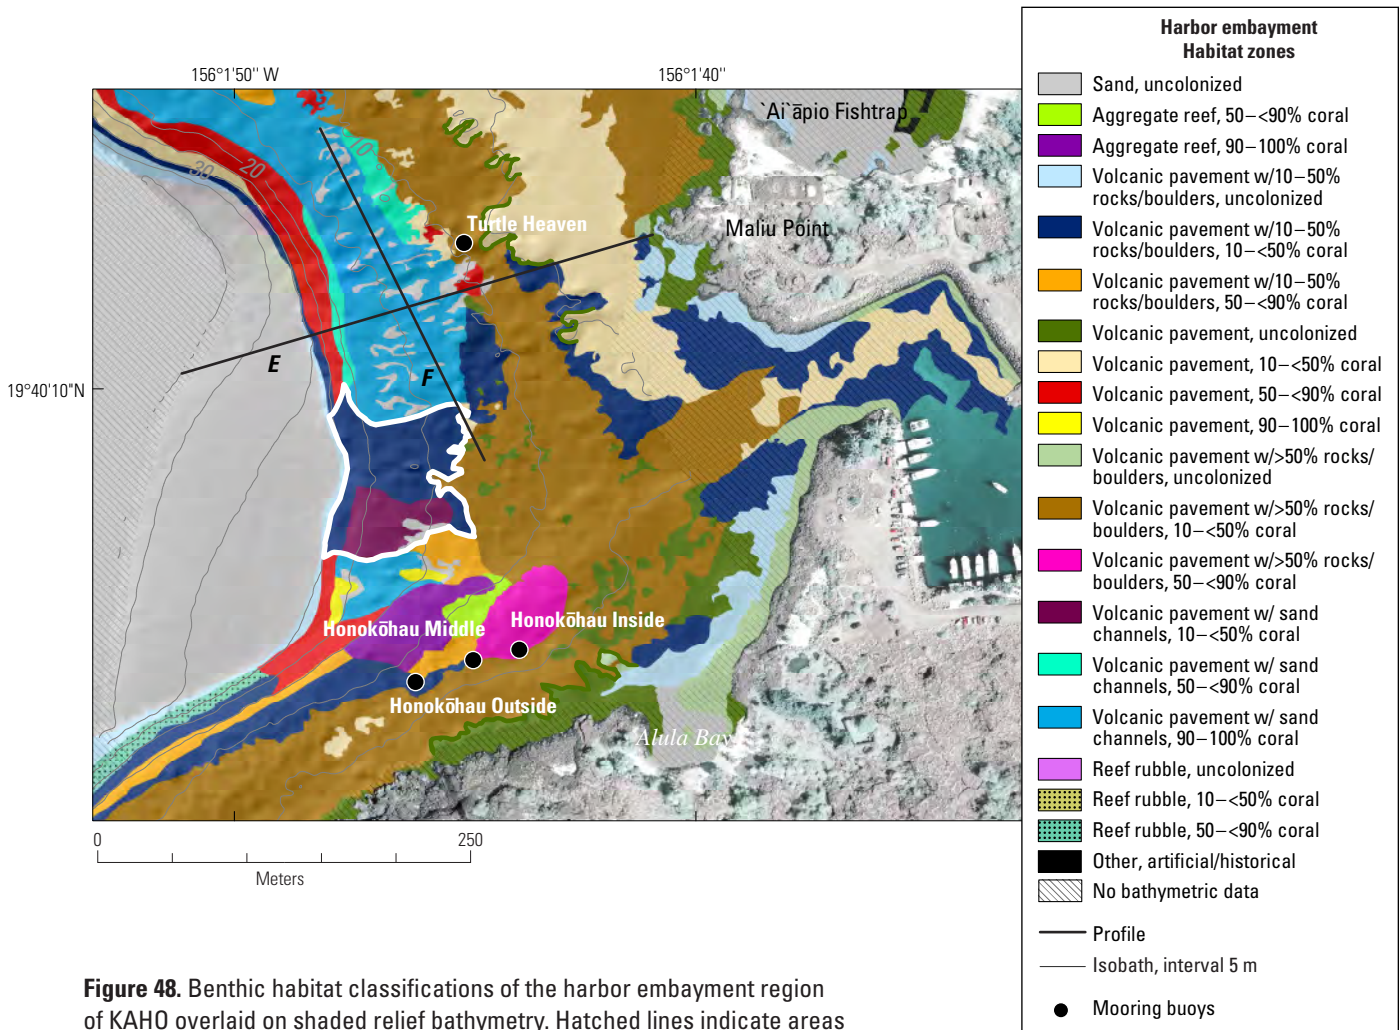 Harbor embayment
Habitat zones
Sand, uncolonized
Aggregate reef, 50–<90% coral
Aggregate reef, 90–100% coral
Volcanic pavement w/10–50%
rocks/boulders, uncolonized
Volcanic pavement w/10–50%
rocks/boulders, 10–<50% coral
Volcanic pavement w/10–50%
rocks/boulders, 50–<90% coral
Volcanic pavement, uncolonized
Volcanic pavement, 10–<50% coral
Volcanic pavement, 50–<90% coral
Volcanic pavement, 90–100% coral
Volcanic pavement w/>50% rocks/
boulders, uncolonized
Volcanic pavement w/>50% rocks/
boulders, 10–<50% coral
Volcanic pavement w/>50% rocks/
boulders, 50–<90% coral
Volcanic pavement w/ sand
channels, 10–<50% coral
Volcanic pavement w/ sand
channels, 50–<90% coral
Volcanic pavement w/ sand
channels, 90–100% coral
Reef rubble, uncolonized
Reef rubble, 10–<50% coral
Reef rubble, 50–<90% coral
Other, artificial/historical
No bathymetric data
Profile
Isobath, interval 5 m
Mooring buoys
156°1'50" W
156°1'40"
`Ai`āpio Fishtrap
10
20
30
Turtle Heaven
Maliu Point
E
F
19°40'10"N
Honokōhau Middle
Honokōhau Inside
Honokōhau Outside
Alula Bay
0
250
Meters
Figure 48. Benthic habitat classifications of the harbor embayment region
of KAHO overlaid on shaded relief bathymetry. Hatched lines indicate areas